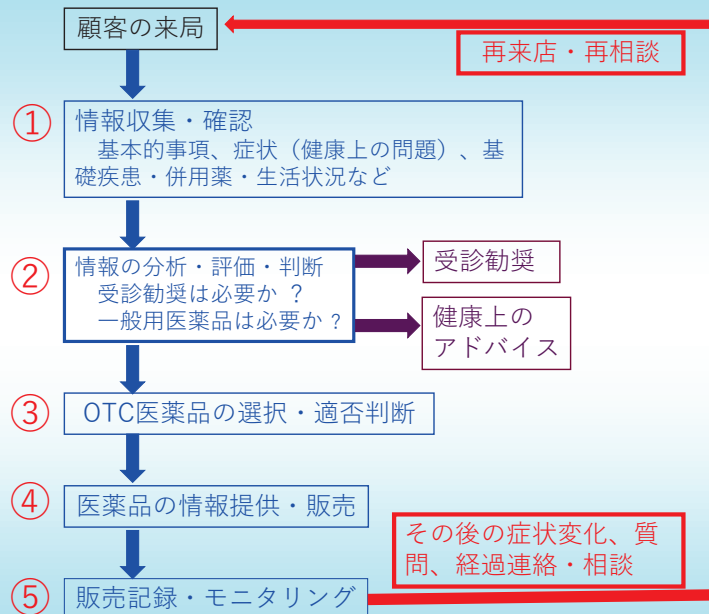 顧客の来局
再来店・再相談
①
情報収集・確認
基本的事項、症状（健康上の問題）、基
礎疾患・併用薬・生活状況など
②
情報の分析・評価・判断
受診勧奨は必要か ？
一般用医薬品は必要か ?
受診勧奨
健康上の
アドバイス
③
OTC医薬品の選択・適否判断
④
医薬品の情報提供・販売
その後の症状変化、質
問、経過連絡・相談
⑤
販売記録・モニタリング